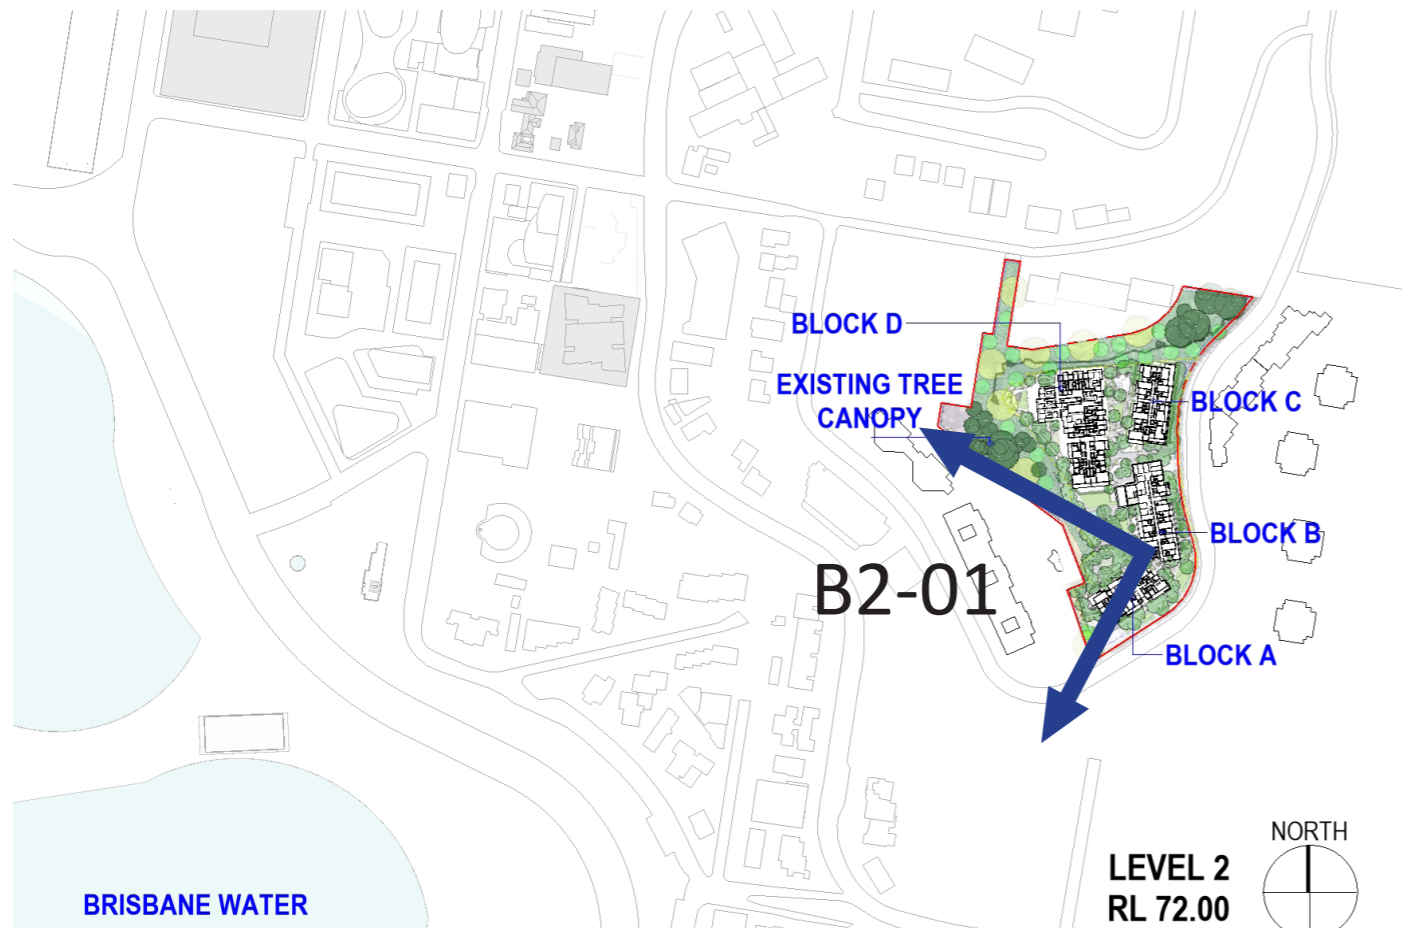 BLOCK D
EXISTING TREE
CANOPY
BLOCK C
BLOCK B
B2-01
BLOCK A
NORTH
LEVEL 2
RL 72.00
BRISBANE WATER